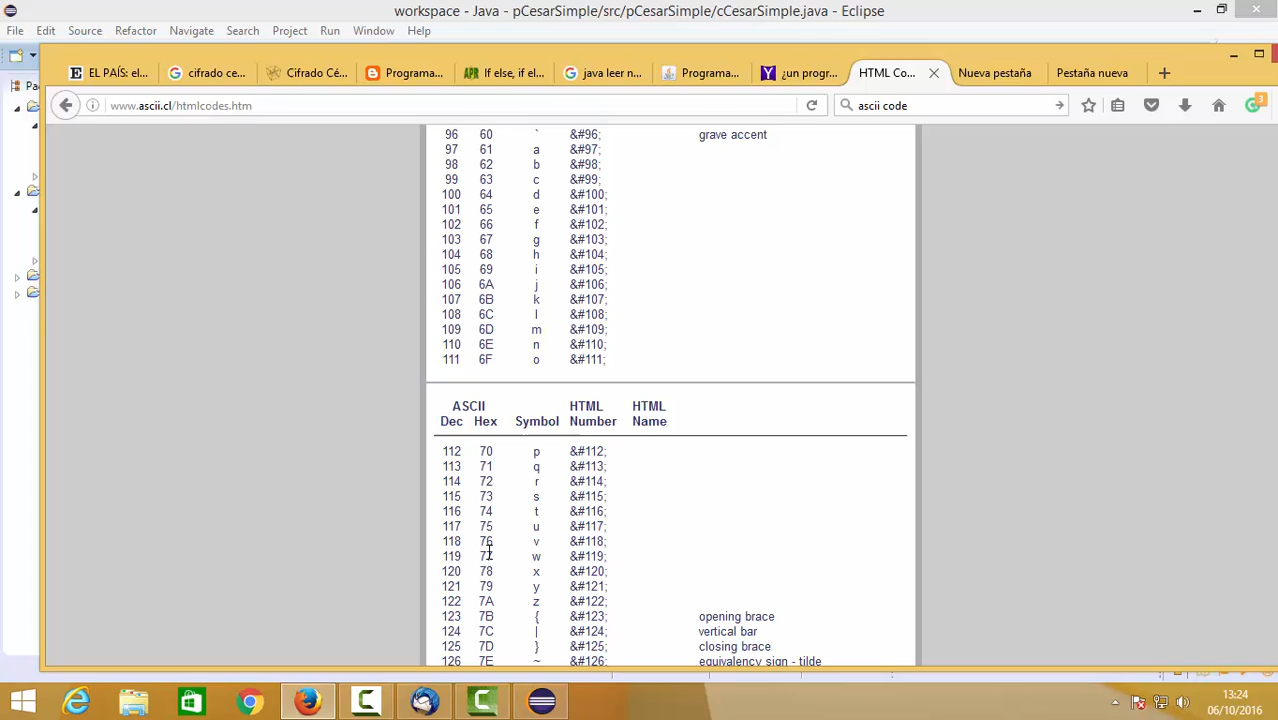 workspace - Java - pCesarSimple/src/pCesarSimple/cCesarSimple.java - Eclipse
File Edit Source Refactor Navigate Search Project Run Window Help
EL PAÍS: el... cifrado ce... Cifrado Cé... Programa... If else, if el... java leer n... Programa... ¿un progr... HTML Co... Nueva pestaña Pestaña nueva
www.ascii.cl/htmlcodes.htm ascii code 3
Pa
96 60 ` &#96; grave accent
97 61 a &#97;
98 62 b &#98;
99 63 c &#99;
100 64 d &#100;
101 65 e &#101;
102 66 f &#102;
103 67 g &#103;
104 68 h &#104;
105 69 i &#105;
106 6A j &#106;
107 6B k &#107;
108 6C l &#108;
109 6D m &#109;
110 6E n &#110;
111 6F o &#111;
ASCII HTML HTML
Dec Hex Symbol Number Name
112 70 p &#112;
113 71 q &#113;
114 72 r &#114;
115 73 s &#115;
116 74 t &#116;
117 75 u &#117;
118 76 v &#118;
119 77 w &#119;
120 78 x &#120;
121 79 y &#121;
122 7A z &#122;
123 7B { &#123; opening brace
124 7C | &#124; vertical bar
125 7D } &#125; closing brace
126 7E ~ &#126; equivalency sign - tilde
13:24
06/10/2016